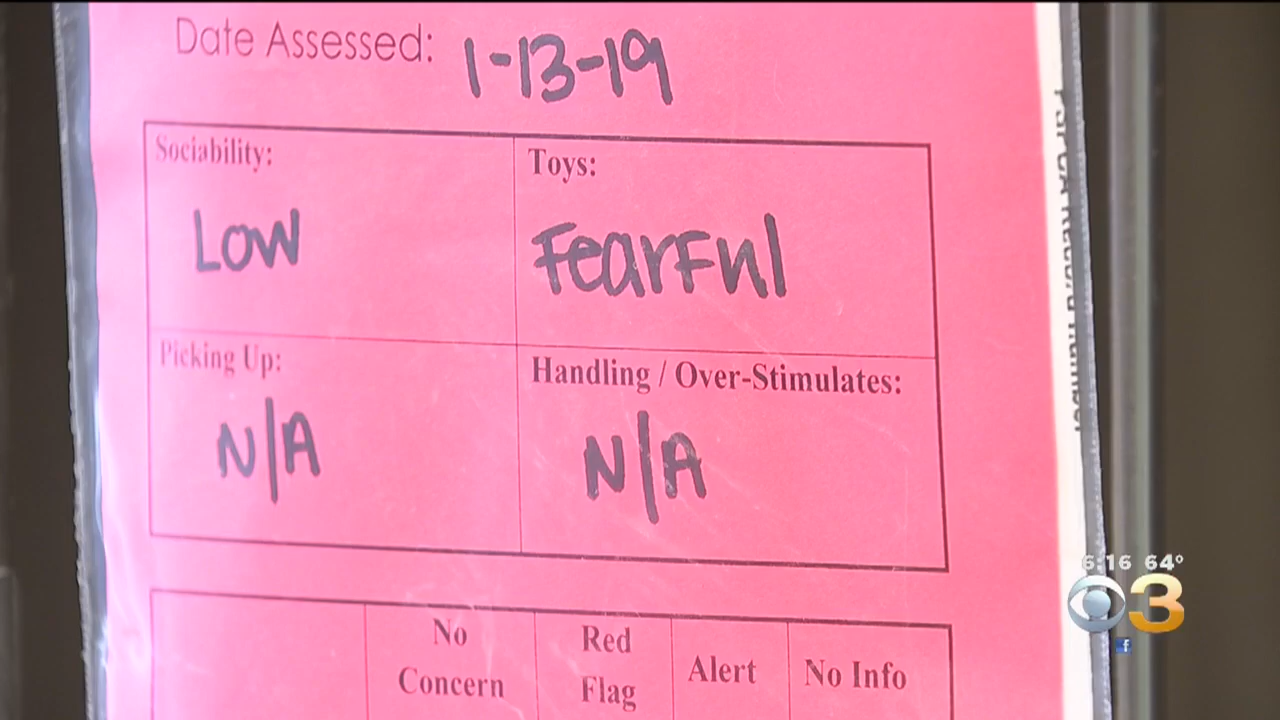 Date Assessed: 1-13-19
Sociability:
Toys:
Low
Fearful
Picking Up:
Handling / Over-Stimulates:
N/A
N/A
No
Concern
Red
Flag
Alert
No Info
Number
6:16 64°
3
f